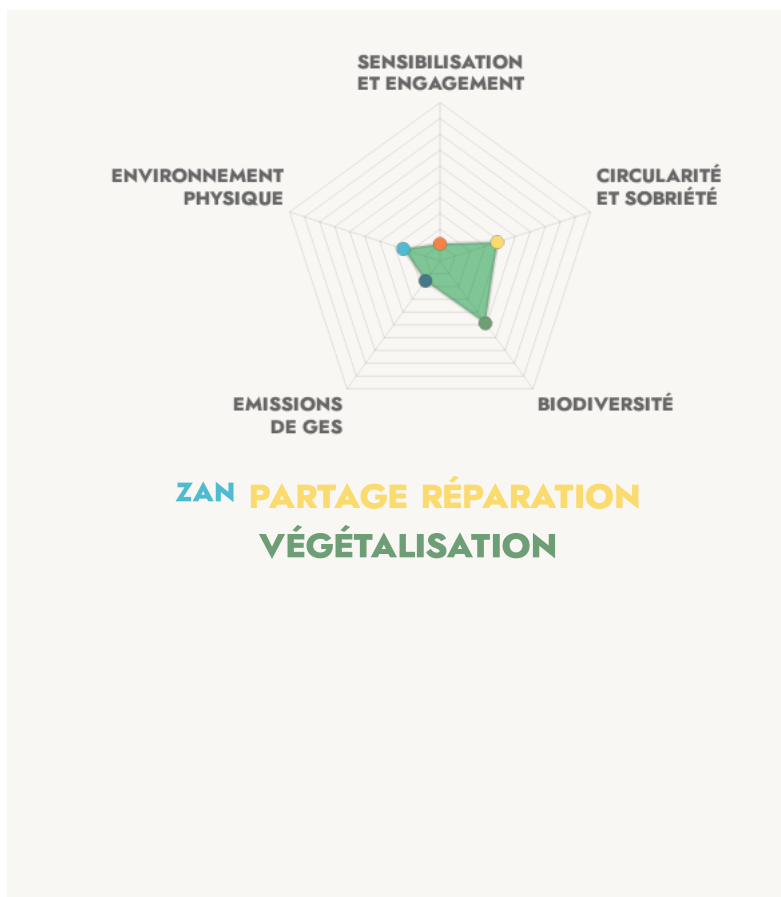 SENSIBILISATION
ET ENGAGEMENT
ENVIRONNEMENT
PHYSIQUE
CIRCULARITÉ
ET SOBRIÉTÉ
EMISSIONS
DE GES
BIODIVERSITÉ
ZAN PARTAGE RÉPARATION
VÉGÉTALISATION